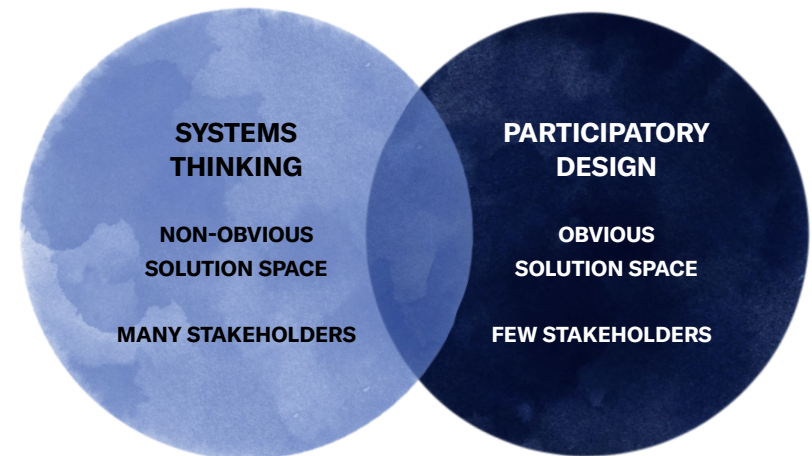 SYSTEMS
THINKING
NON-OBVIOUS
SOLUTION SPACE
MANY STAKEHOLDERS
PARTICIPATORY
DESIGN
OBVIOUS
SOLUTION SPACE
FEW STAKEHOLDERS